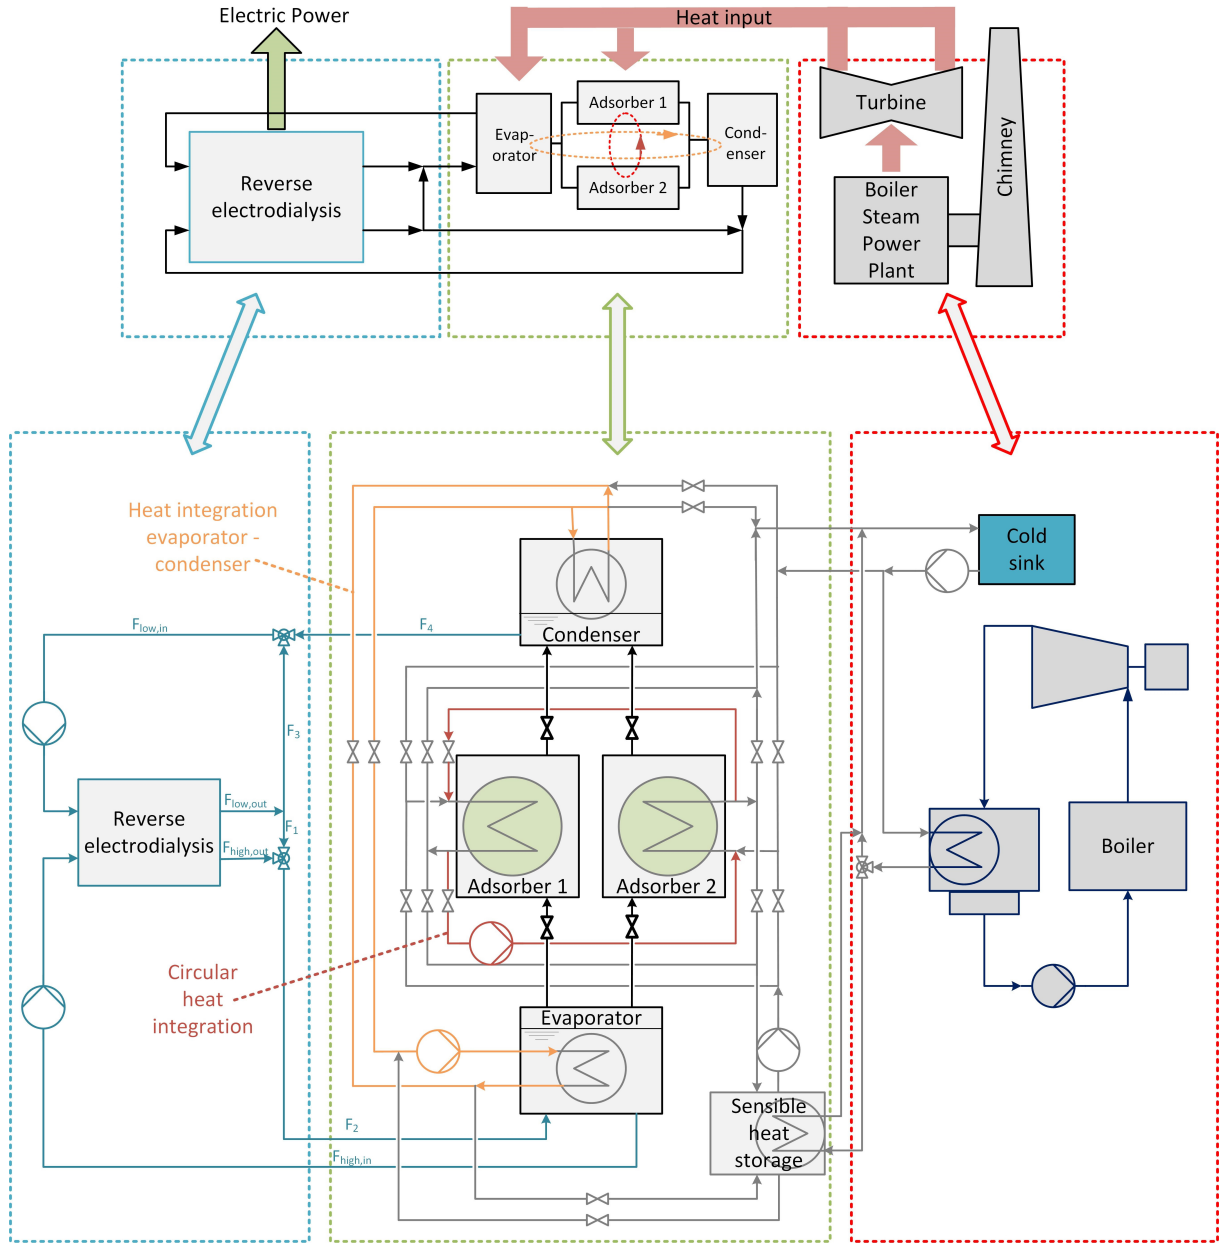 Electric Power
Heat input
Reverse
electrodialysis
Evap-
orator
Adsorber 1
Adsorber 2
Cond-
enser
Turbine
Boiler
Steam
Power
Plant
Chimney
Heat integration
evaporator -
condenser
Cold
sink
Condenser
F4
Flow,in
F3
Flow,out
F1
Fhigh,out
Reverse
electrodialysis
Adsorber 1
Adsorber 2
Boiler
Circular
heat
integration
Evaporator
Sensible
heat
storage
F2
Fhigh,in